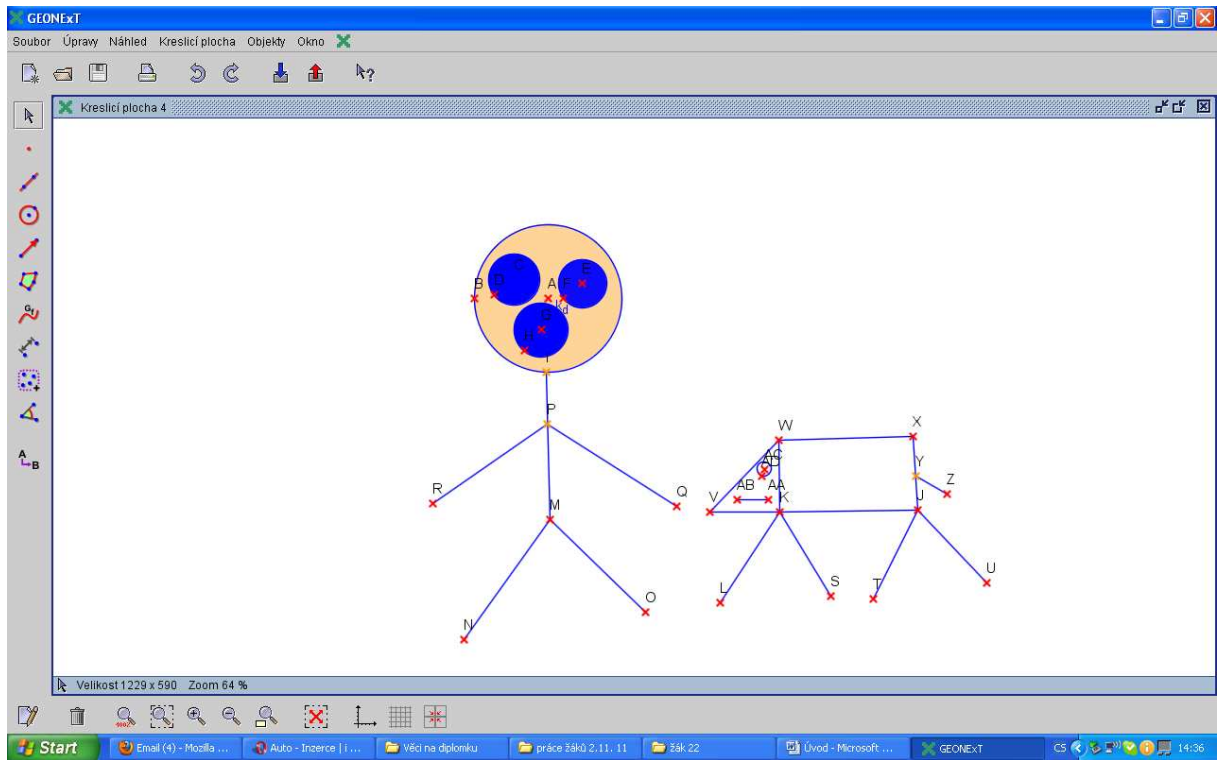 GEONExT
Soubor Úpravy Náhled Kreslicí plocha Objekty Okno
Kreslicí plocha 4
B D C A F E
K d
G
H
I
P
R Q
M
O
N
W X
AC
Y
Z
AB AA
V K J
L S T U
A
B
Velikost 1229 x 590 Zoom 64 %
Start Email (4) - Mozilla ... Auto - Inzerce | i ... Věci na diplomku práce žáků 2.11. 11 žák 22 Úvod - Microsoft ... GEONExT CS 14:36